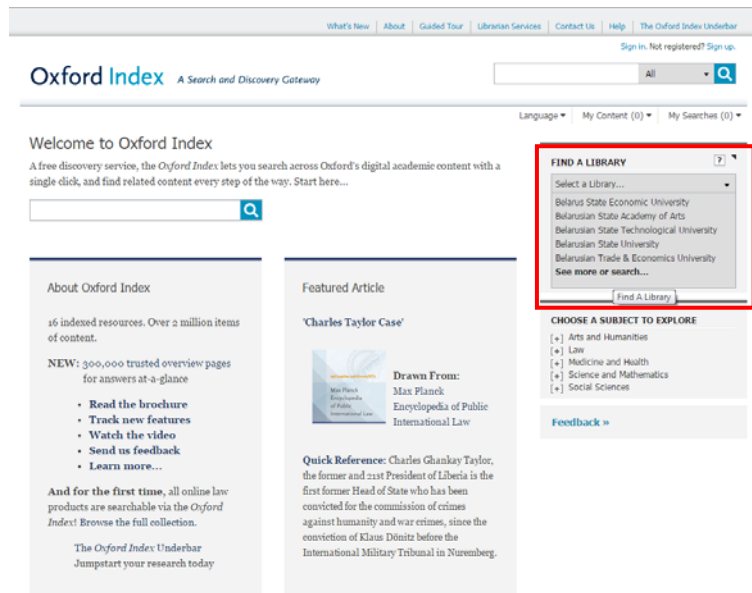 What's New About Guided Tour Librarian Services Contact Us Help The Oxford Index Underbar
Sign in. Not registered? Sign up.
Oxford Index A Search and Discovery Gateway
All
Language My Content (0) My Searches (0)
Welcome to Oxford Index
A free discovery service, the Oxford Index lets you search across Oxford's digital academic content with a
single click, and find related content every step of the way. Start here...
About Oxford Index
16 indexed resources. Over 2 million items
of content.
NEW: 300,000 trusted overview pages
for answers at-a-glance
• Read the brochure
• Track new features
• Watch the video
• Send us feedback
• Learn more...
And for the first time, all online law
products are searchable via the Oxford
Index! Browse the full collection.
The Oxford Index Underbar
Jumpstart your research today
Featured Article
'Charles Taylor Case'
Max Planck
Encyclopedia
of Public
International Law
Drawn From:
Max Planck
Encyclopedia of Public
International Law
Quick Reference: Charles Ghankay Taylor,
the former and 21st President of Liberia is the
first former Head of State who has been
convicted for the commission of crimes
against humanity and war crimes, since the
conviction of Klaus Dönitz before the
International Military Tribunal in Nuremberg.
FIND A LIBRARY ?
Select a Library...
Belarus State Economic University
Belarusian State Academy of Arts
Belarusian State Technological University
Belarusian State University
Belarusian Trade & Economics University
See more or search...
Find A Library
CHOOSE A SUBJECT TO EXPLORE
[+] Arts and Humanities
[+] Law
[+] Medicine and Health
[+] Science and Mathematics
[+] Social Sciences
Feedback »